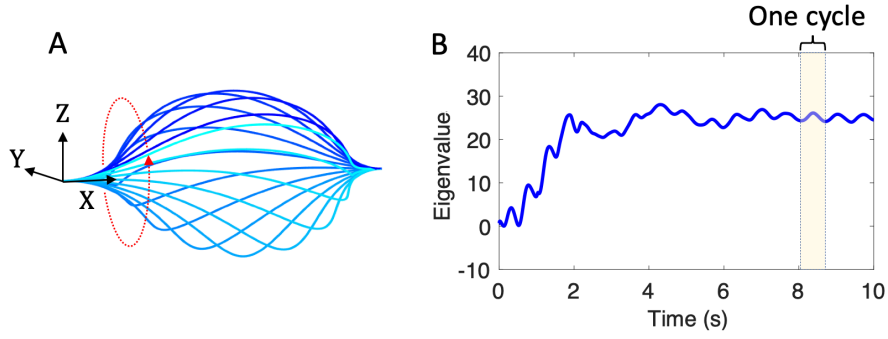 A
Z
Y
X
B
One cycle
40
30
20
10
0
-10
Eigenvalue
0 2 4 6 8 10
Time (s)